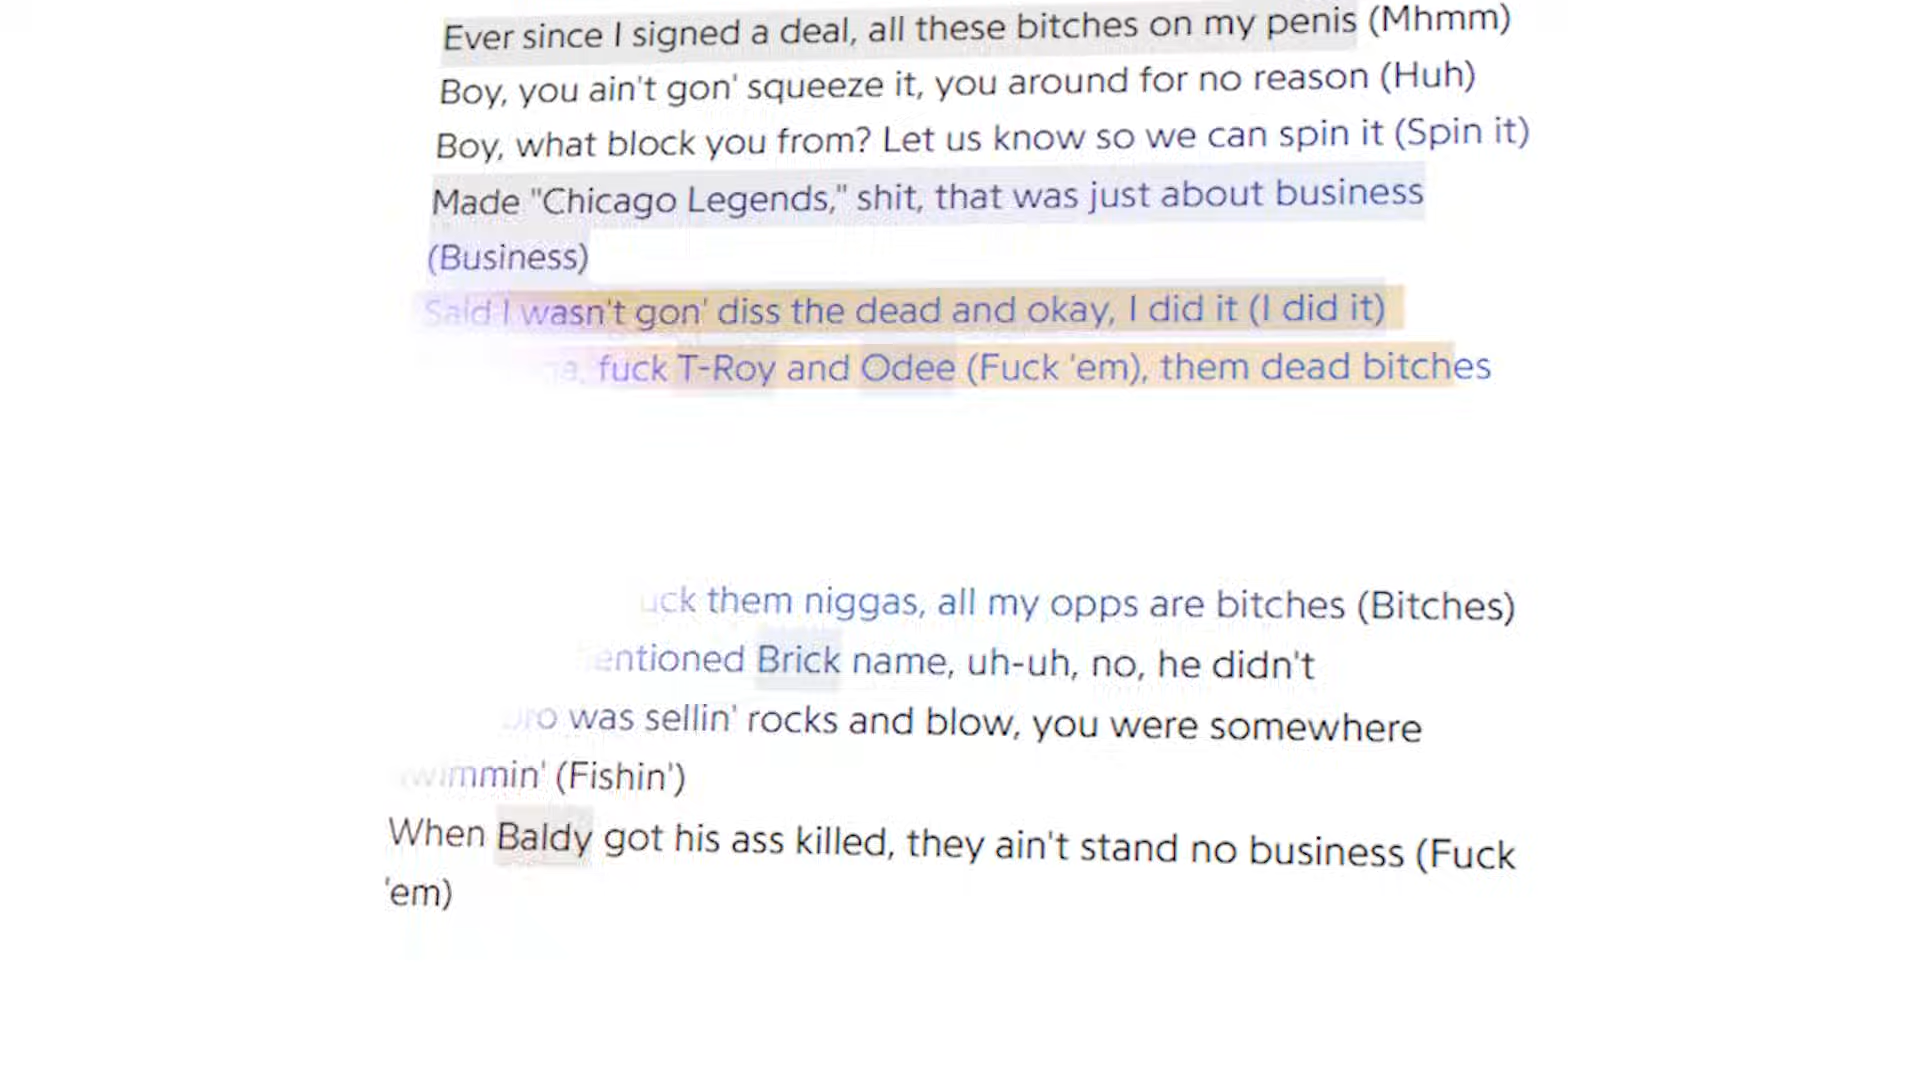 Ever since I signed a deal, all these bitches on my penis (Mhmm)
Boy, you ain't gon' squeeze it, you around for no reason (Huh)
Boy, what block you from? Let us know so we can spin it (Spin it)
Made "Chicago Legends," shit, that was just about business
(Business)
Said I wasn't gon' diss the dead and okay, I did it (I did it)
fuck T-Roy and Odee (Fuck 'em), them dead bitches
them niggas, all my opps are bitches (Bitches)
Brick name, uh-uh, no, he didn't
was sellin' rocks and blow, you were somewhere
(Fishin')
When Baldy got his ass killed, they ain't stand no business (Fuck
'em)